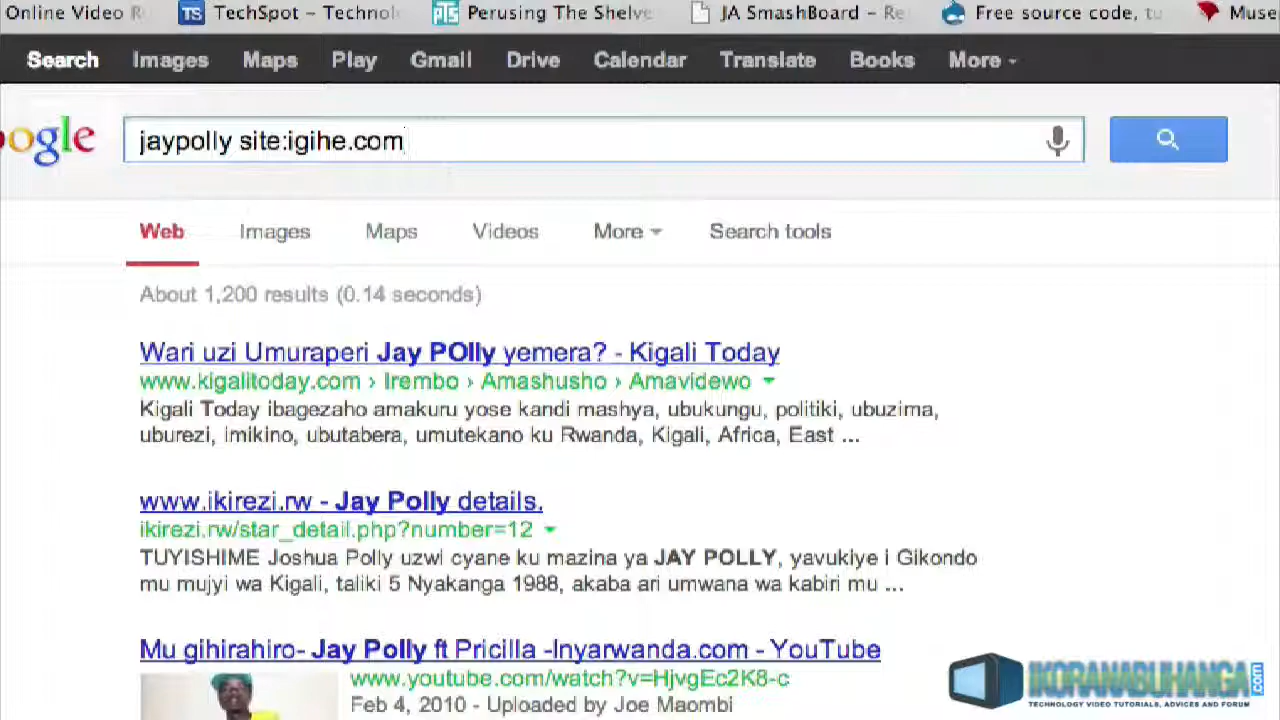 Online Video R TechSpot – Technol Perusing The Shelve JA SmashBoard – Re Free source code, tu Muse
Search Images Maps Play Gmail Drive Calendar Translate Books More
oogle jaypolly site:igihe.com
Web Images Maps Videos More Search tools
About 1,200 results (0.14 seconds)
Wari uzi Umuraperi Jay POlly yemera? - Kigali Today
www.kigalitoday.com › Irembo › Amashusho › Amavidewo
Kigali Today ibagezaho amakuru yose kandi mashya, ubukungu, politiki, ubuzima,
uburezi, imikino, ubutabera, umutekano ku Rwanda, Kigali, Africa, East ...
www.ikirezi.rw - Jay Polly details.
ikirezi.rw/star_detail.php?number=12
TUYISHIME Joshua Polly uzwi cyane ku mazina ya JAY POLLY, yavukiye i Gikondo
mu mujyi wa Kigali, taliki 5 Nyakanga 1988, akaba ari umwana wa kabiri mu ...
Mu gihirahiro- Jay Polly ft Pricilla -Inyarwanda.com - YouTube
www.youtube.com/watch?v=HjvgEc2K8-c
Feb 4, 2010 - Uploaded by Joe Maombi
IKORANABUHANGA.com
TECHNOLOGY VIDEO TUTORIALS, ADVICES AND FORUM